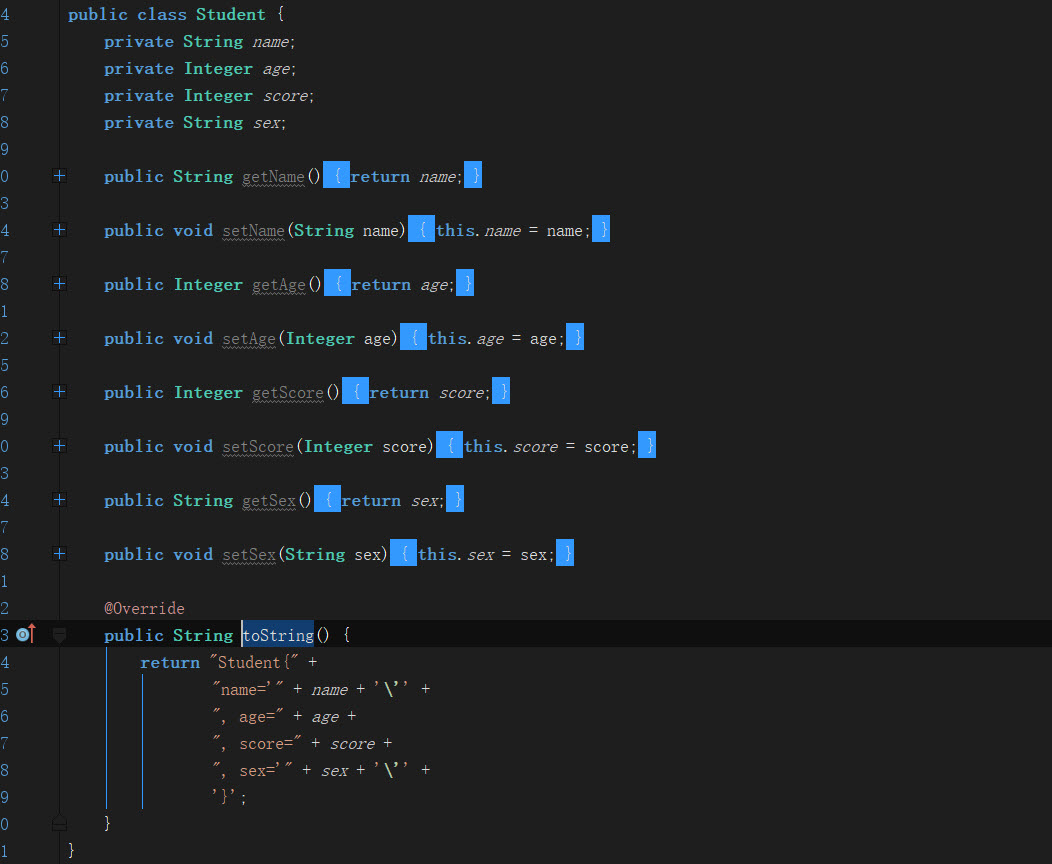 4 public class Student {
5 private String name;
6 private Integer age;
7 private Integer score;
8 private String sex;
9
0 public String getName() { return name; }
3
4 public void setName(String name) { this.name = name; }
7
8 public Integer getAge() { return age; }
1
2 public void setAge(Integer age) { this.age = age; }
5
6 public Integer getScore() { return score; }
9
0 public void setScore(Integer score) { this.score = score; }
3
4 public String getSex() { return sex; }
7
8 public void setSex(String sex) { this.sex = sex; }
1
2 @Override
3 public String toString() {
4 return "Student{" +
5 "name='" + name + '\'' +
6 ", age=" + age +
7 ", score=" + score +
8 ", sex='" + sex + '\'' +
9 '}';
0 }
1 }